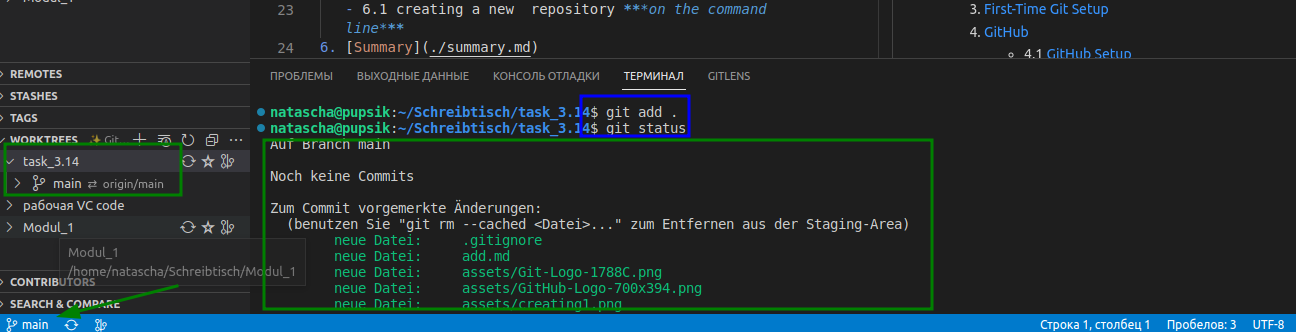 Modul_1
REMOTES
STASHES
TAGS
WORKTREES Git...
task_3.14
main ⇄ origin/main
рабочая VC code
Modul_1
Modul_1
/home/natascha/Schreibtisch/Modul_1
CONTRIBUTORS
SEARCH & COMPARE
23 - 6.1 creating a new repository ***on the command
line***
24 6. [Summary](./summary.md)
3. First-Time Git Setup
4. GitHub
4.1 GitHub Setup
ПРОБЛЕМЫ ВЫХОДНЫЕ ДАННЫЕ КОНСОЛЬ ОТЛАДКИ ТЕРМИНАЛ GITLENS
natascha@pupsik:~/Schreibtisch/task_3.14$ git add .
natascha@pupsik:~/Schreibtisch/task_3.14$ git status
Auf Branch main
Noch keine Commits
Zum Commit vorgemerkte Änderungen:
(benutzen Sie "git rm --cached <Datei>..." zum Entfernen aus der Staging-Area)
neue Datei: .gitignore
neue Datei: add.md
neue Datei: assets/Git-Logo-1788C.png
neue Datei: assets/GitHub-Logo-700x394.png
neue Datei: assets/creating1.png
main
Строка 1, столбец 1 Пробелов: 3 UTF-8